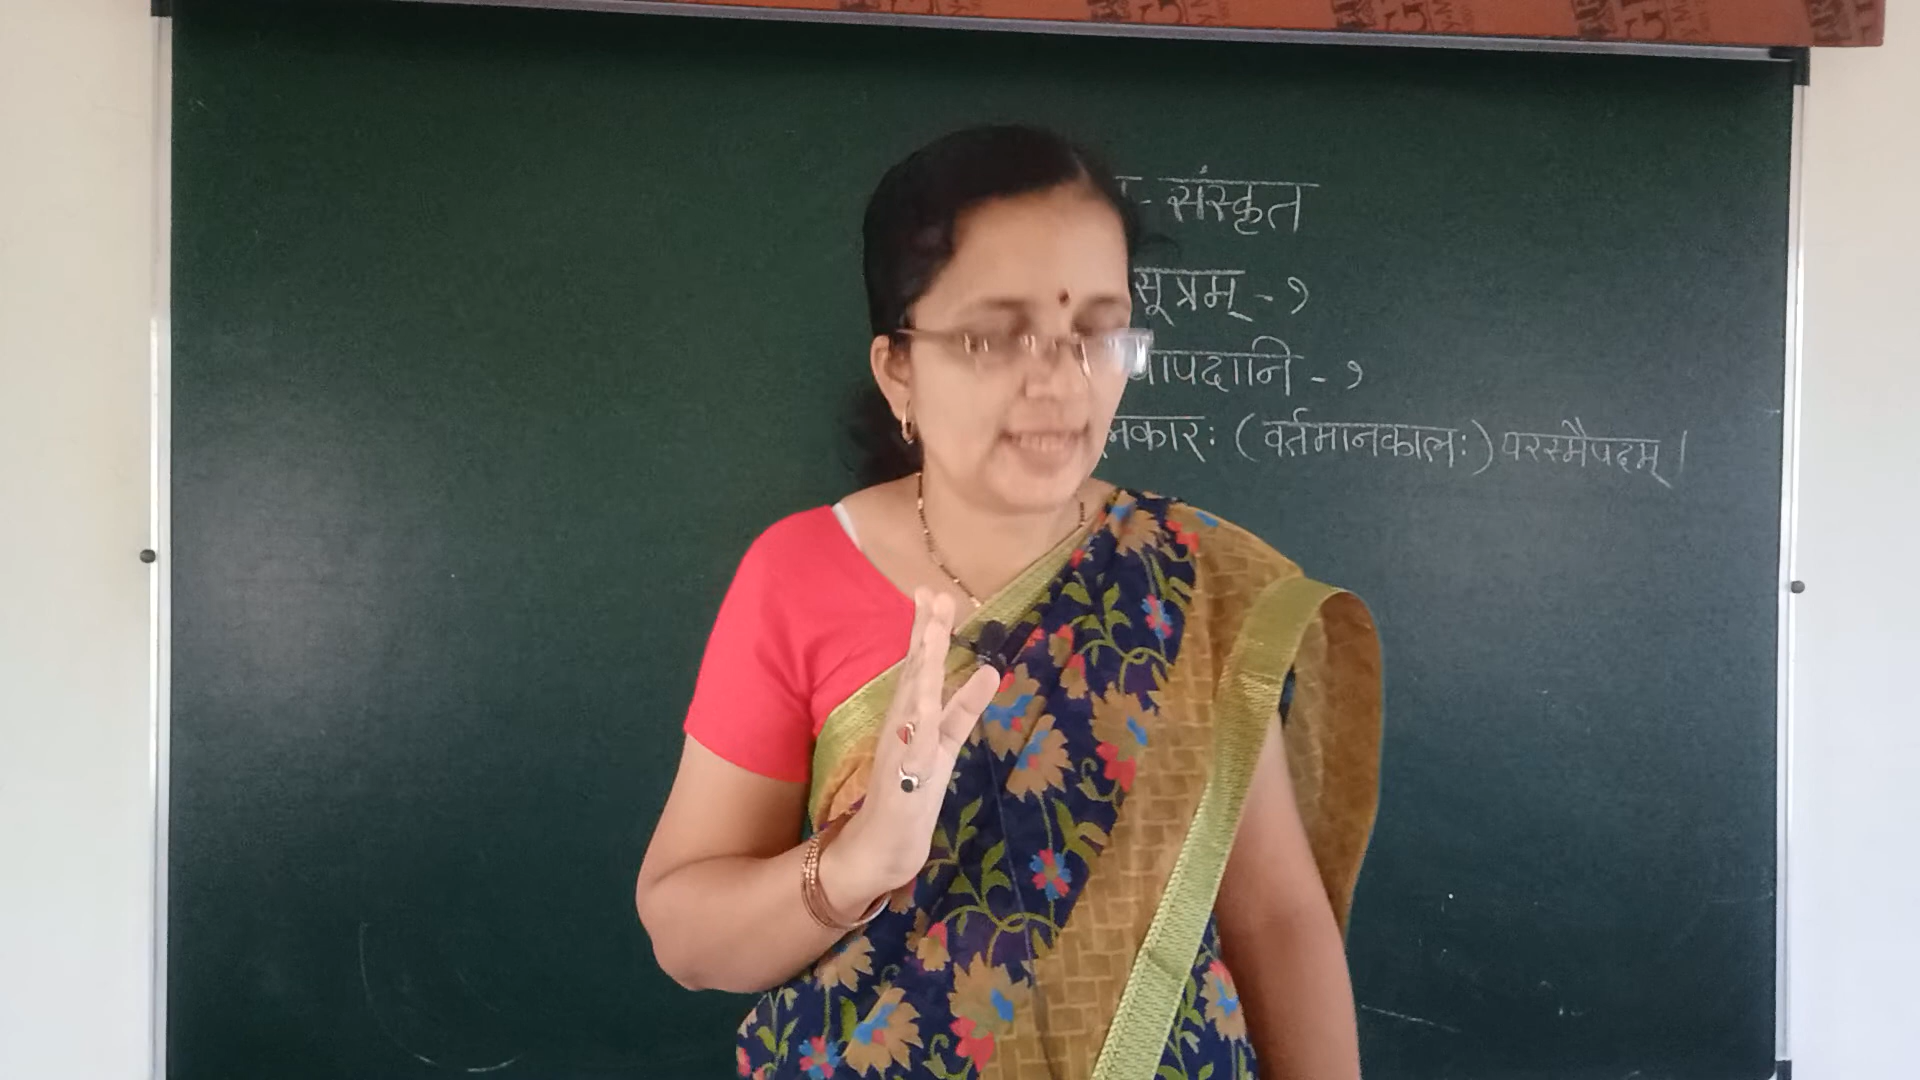 - संस्कृत
सूत्रम् - १
यापदानि - १
लकारः (वर्तमानकालः) परस्मैपदम् ।